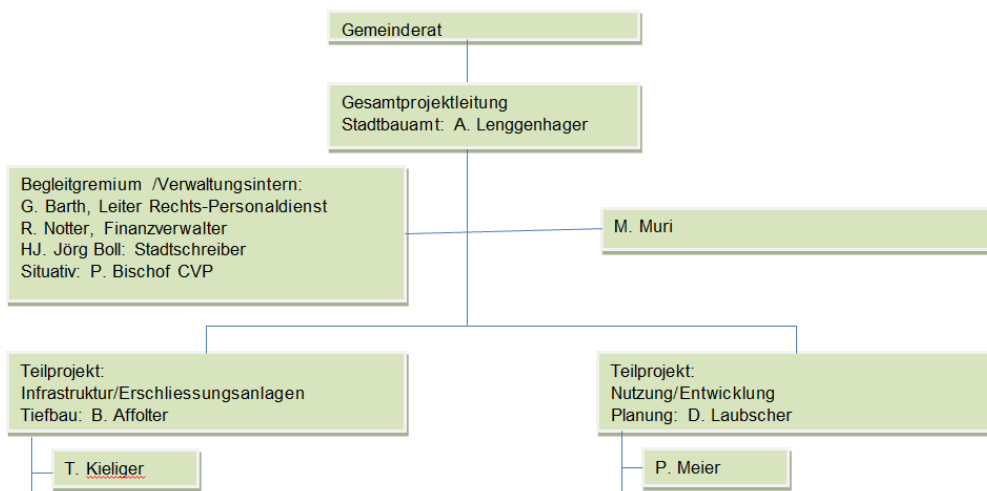 Gemeinderat
Gesamtprojektleitung
Stadtbauamt: A. Lenggenhager
Begleitgremium /Verwaltungsintern:
G. Barth, Leiter Rechts-Personaldienst
R. Notter, Finanzverwalter
HJ. Jörg Boll: Stadtschreiber
Situativ: P. Bischof CVP
M. Muri
Teilprojekt:
Infrastruktur/Erschliessungsanlagen
Tiefbau: B. Affolter
T. Kieliger
Teilprojekt:
Nutzung/Entwicklung
Planung: D. Laubscher
P. Meier